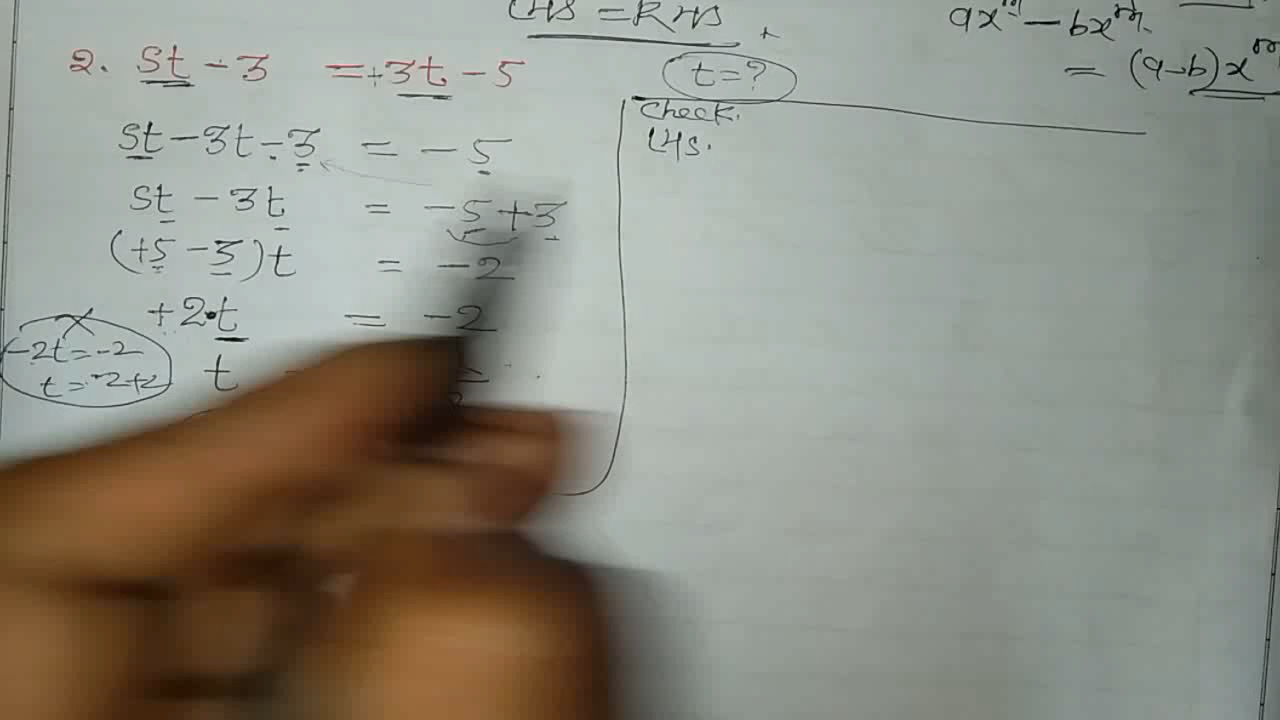 LHS = RHS
ax^m - bx^m
= (a-b)x^m
2. 5t - 3 = +3t - 5
t = ?
5t - 3t - 3 = -5
5t - 3t = -5 + 3
(+5 - 3)t = -2
+2·t = -2
t
-2t = -2
t = -2+2
Check.
LHS.